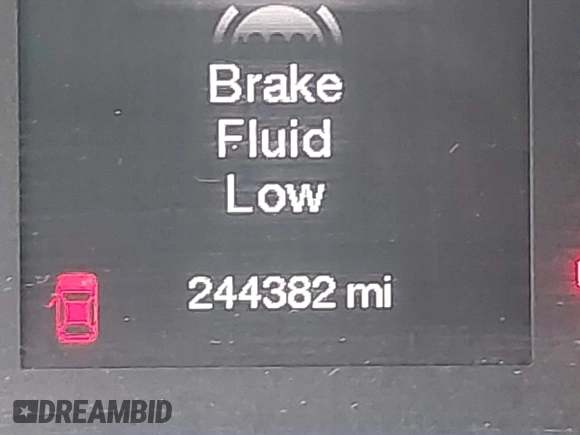 Brake
Fluid
Low
244382 mi
DREAMBID